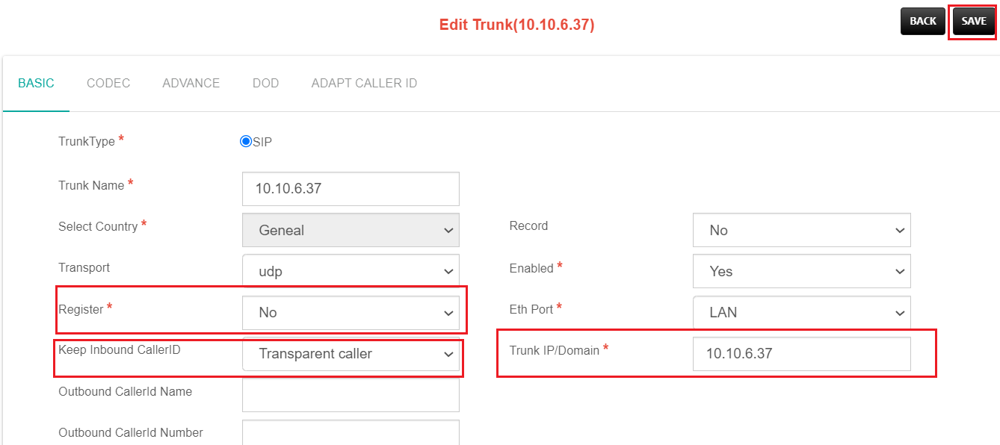 Edit Trunk(10.10.6.37)
BACK
SAVE
BASIC
CODEC
ADVANCE
DOD
ADAPT CALLER ID
TrunkType *
SIP
Trunk Name *
10.10.6.37
Select Country *
Geneal
Record
No
Transport
udp
Enabled *
Yes
Register *
No
Eth Port *
LAN
Keep Inbound CallerID
Transparent caller
Trunk IP/Domain *
10.10.6.37
Outbound CallerId Name
Outbound CallerId Number